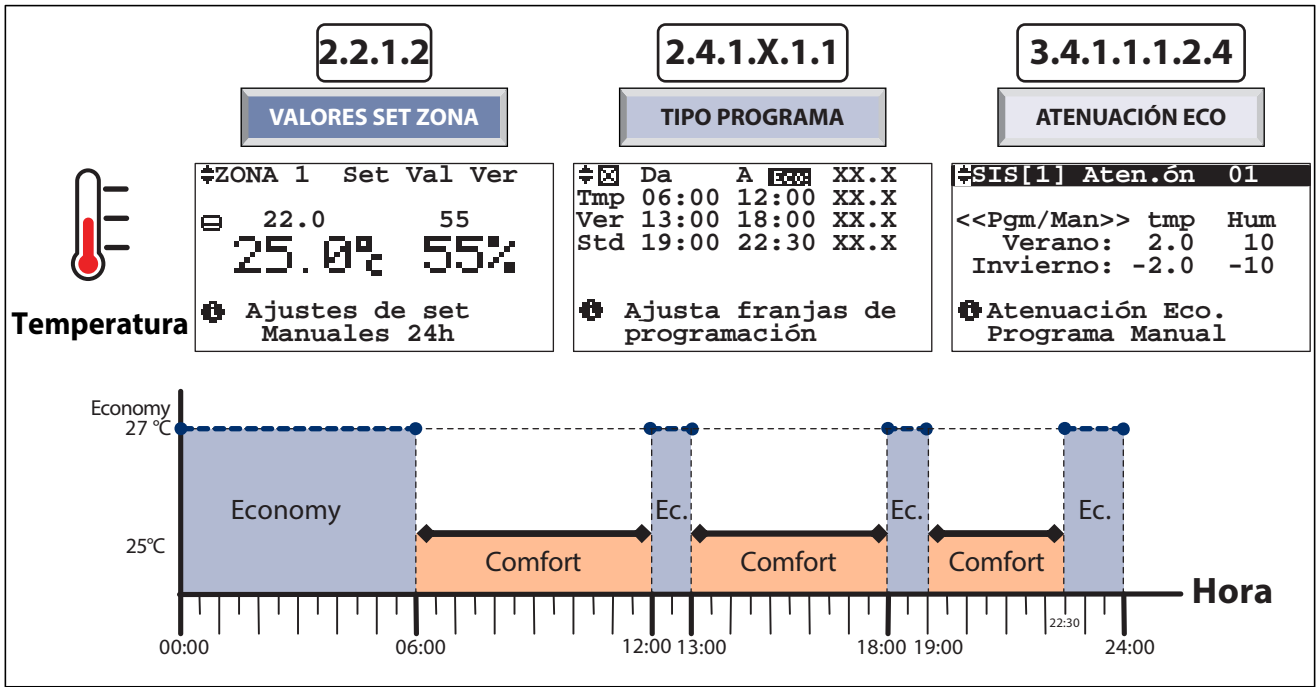 2.2.1.2
VALORES SET ZONA
2.4.1.X.1.1
TIPO PROGRAMA
3.4.1.1.1.2.4
ATENUACIÓN ECO
Temperatura
ZONA 1 Set Val Ver
22.0 55
25.0°C 55%
Ajustes de set
Manuales 24h
Da A Eco: XX.X
Tmp 06:00 12:00 XX.X
Ver 13:00 18:00 XX.X
Std 19:00 22:30 XX.X
Ajusta franjas de
programación
SIS[1] Aten.ón 01
<<Pgm/Man>> tmp Hum
Verano: 2.0 10
Invierno: -2.0 -10
Atenuación Eco.
Programa Manual
Economy
27 °C
25°C
Economy
Comfort
Ec.
Comfort
Ec.
Comfort
Ec.
Hora
00:00
06:00
12:00
13:00
18:00
19:00
22:30
24:00